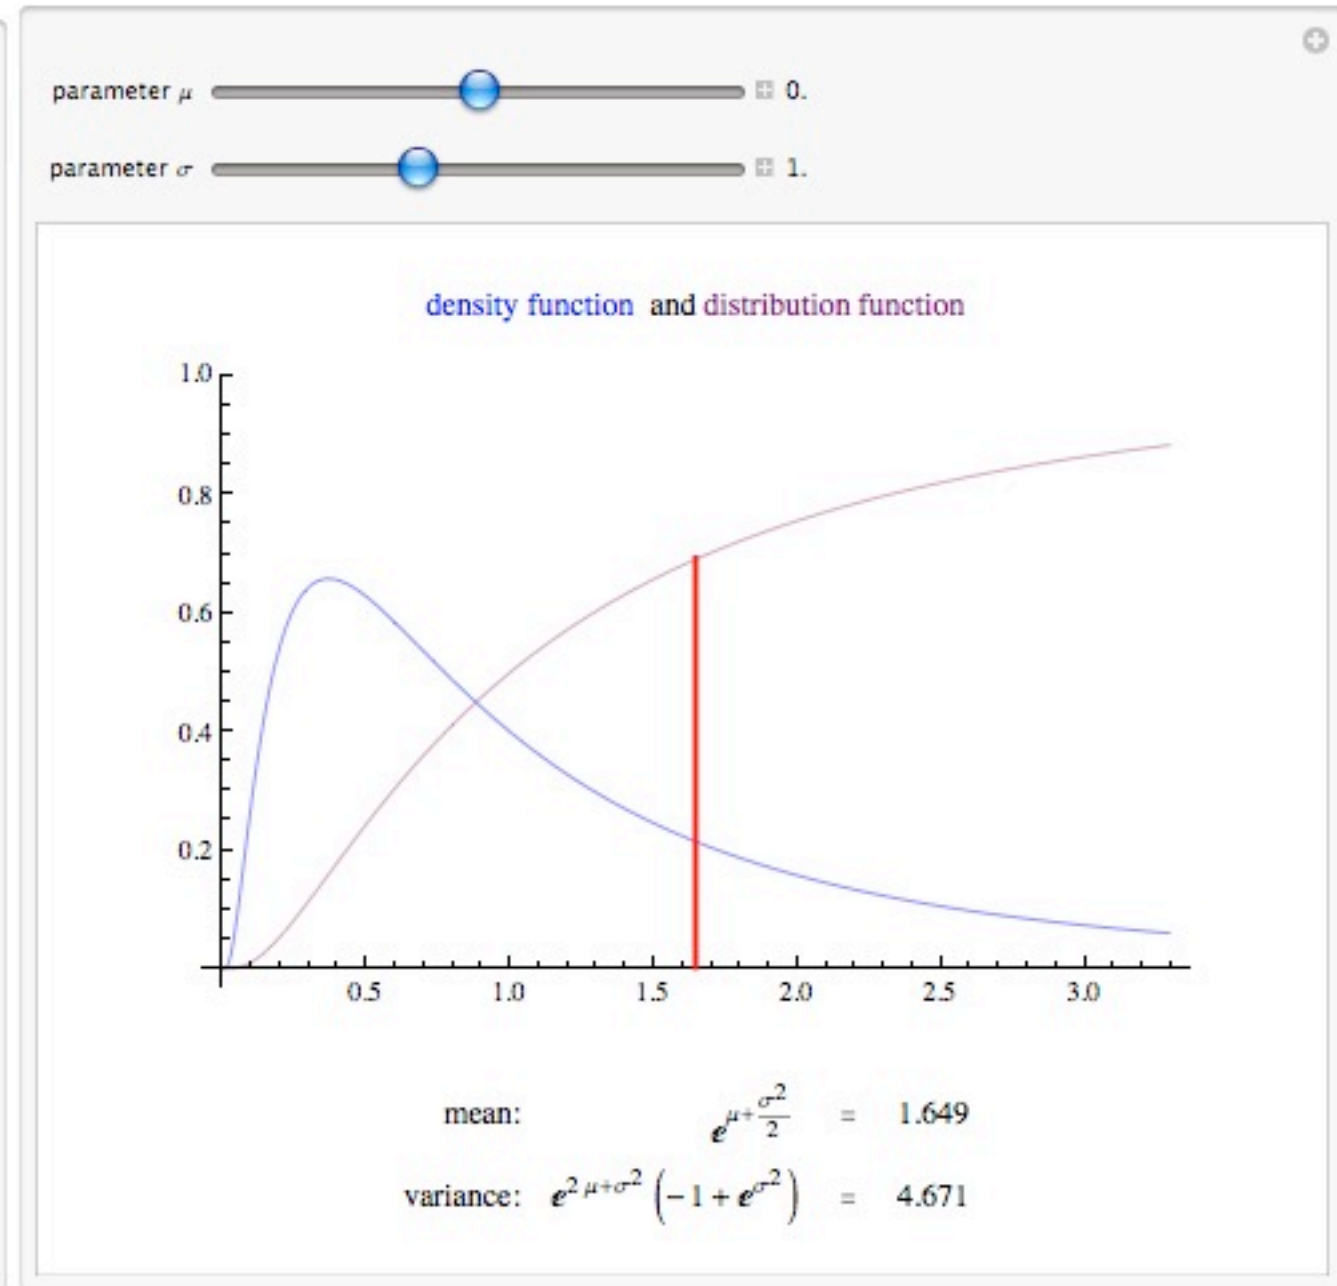 parameter μ 0.
parameter σ 1.
density function and distribution function
1.0
0.8
0.6
0.4
0.2
0.5 1.0 1.5 2.0 2.5 3.0
mean: e^(μ+σ²/2) = 1.649
variance: e^(2 μ+σ²) (−1 + e^(σ²)) = 4.671